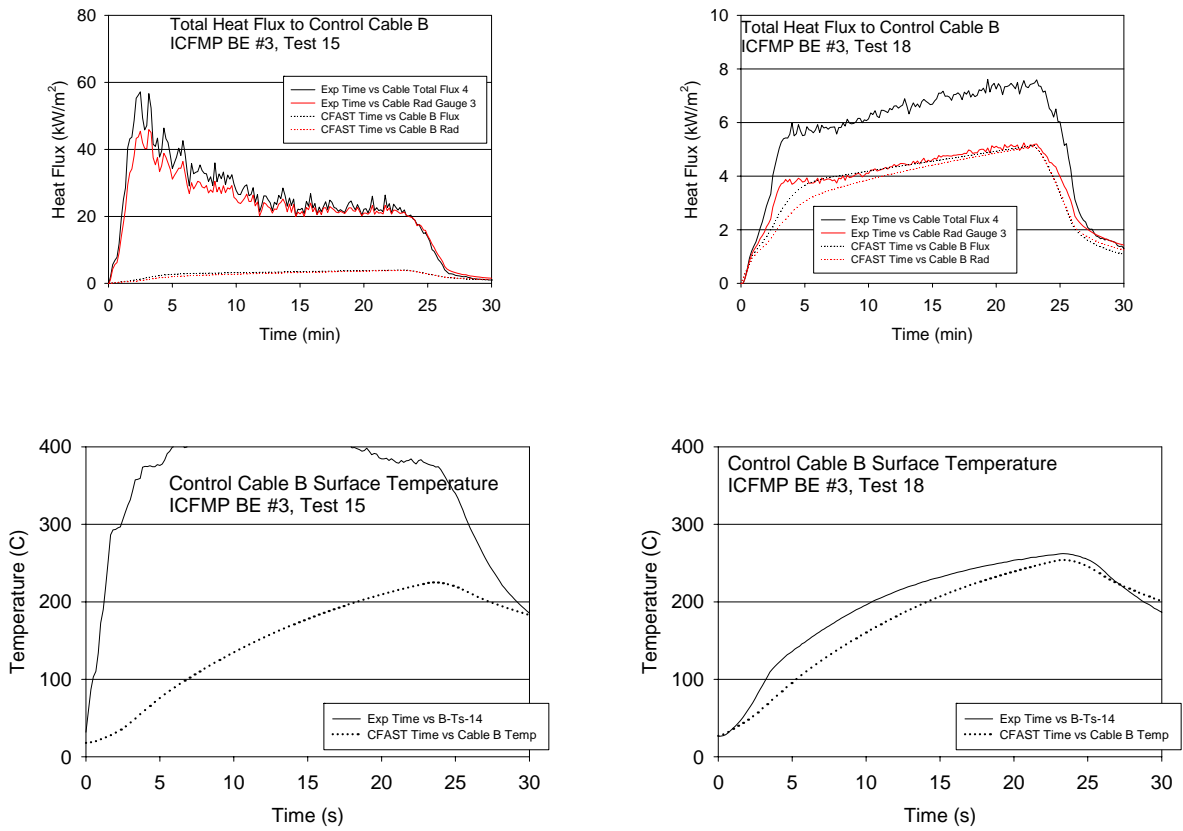 Total Heat Flux to Control Cable B
ICFMP BE #3, Test 15
Heat Flux (kW/m²)
80
60
40
20
0
Exp Time vs Cable Total Flux 4
Exp Time vs Cable Rad Gauge 3
CFAST Time vs Cable B Flux
CFAST Time vs Cable B Rad
0 5 10 15 20 25 30
Time (min)
Total Heat Flux to Control Cable B
ICFMP BE #3, Test 18
Heat Flux (kW/m²)
10
8
6
4
2
0
Exp Time vs Cable Total Flux 4
Exp Time vs Cable Rad Gauge 3
CFAST Time vs Cable B Flux
CFAST Time vs Cable B Rad
0 5 10 15 20 25 30
Time (min)
Control Cable B Surface Temperature
ICFMP BE #3, Test 15
Temperature (C)
400
300
200
100
0
Exp Time vs B-Ts-14
CFAST Time vs Cable B Temp
0 5 10 15 20 25 30
Time (s)
Control Cable B Surface Temperature
ICFMP BE #3, Test 18
Temperature (C)
400
300
200
100
0
Exp Time vs B-Ts-14
CFAST Time vs Cable B Temp
0 5 10 15 20 25 30
Time (s)